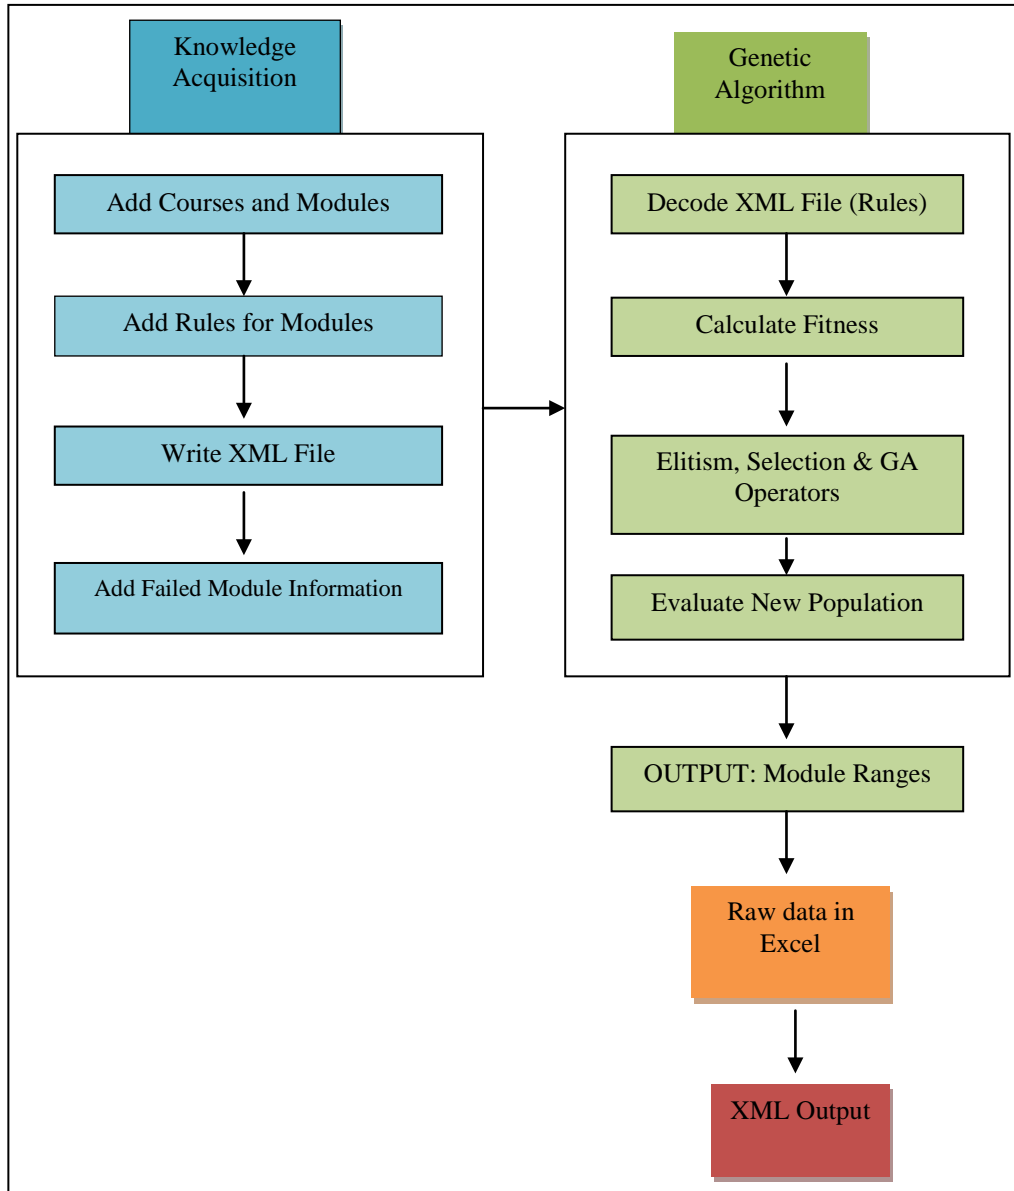 Knowledge
Acquisition
Add Courses and Modules
Add Rules for Modules
Write XML File
Add Failed Module Information
Genetic
Algorithm
Decode XML File (Rules)
Calculate Fitness
Elitism, Selection & GA
Operators
Evaluate New Population
OUTPUT: Module Ranges
Raw data in
Excel
XML Output